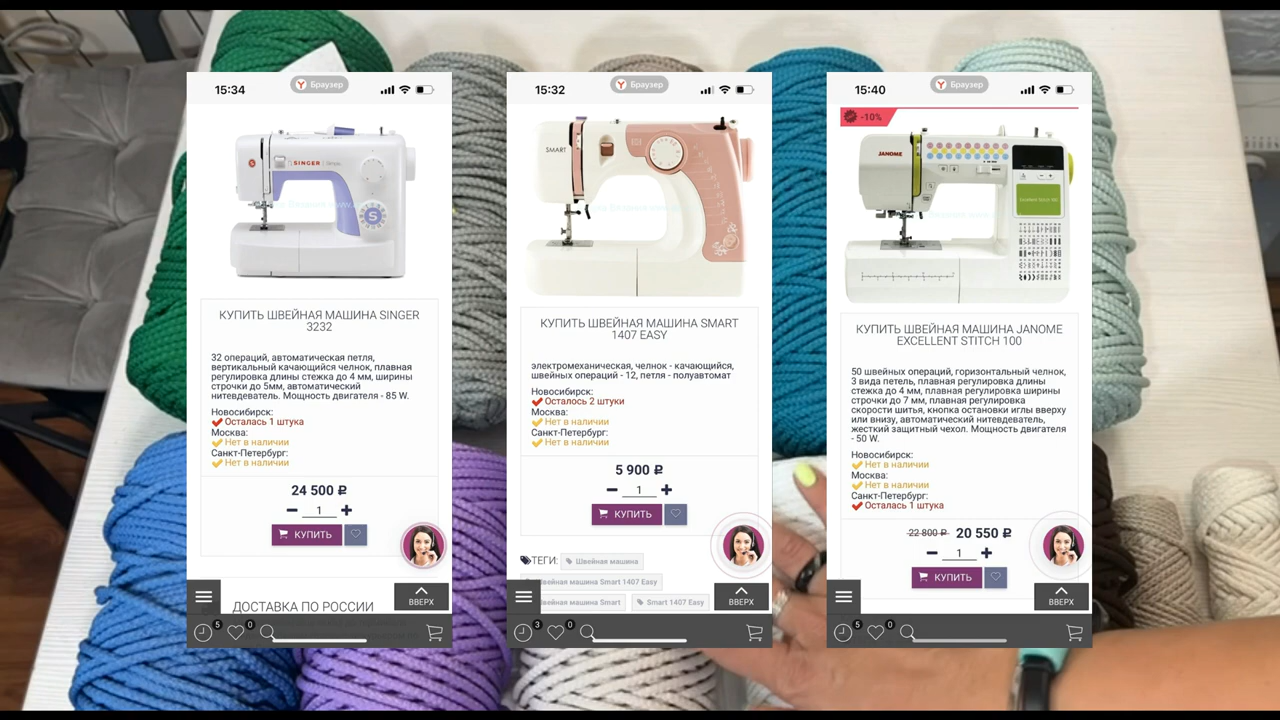 15:34
Браузер
SINGER
S
КУПИТЬ ШВЕЙНАЯ МАШИНА SINGER
3232
32 операций, автоматическая петля,
вертикальный качающийся челнок, плавная
регулировка длины стежка до 4 мм, ширины
строчки до 5мм, автоматический
нитевдеватель. Мощность двигателя - 85 W.
Новосибирск:
Осталась 1 штука
Москва:
Нет в наличии
Санкт-Петербург:
Нет в наличии
24 500 ₽
− 1 +
КУПИТЬ
ДОСТАВКА ПО РОССИИ
ВВЕРХ
5
0
15:32
Браузер
SMART
КУПИТЬ ШВЕЙНАЯ МАШИНА SMART
1407 EASY
электромеханическая, челнок - качающийся,
швейных операций - 12, петля - полуавтомат
Новосибирск:
Осталось 2 штуки
Москва:
Нет в наличии
Санкт-Петербург:
Нет в наличии
5 900 ₽
− 1 +
КУПИТЬ
ТЕГИ:
Швейная машина
Швейная машина Smart 1407 Easy
Швейная машина Smart
Smart 1407 Easy
ВВЕРХ
3
0
15:40
Браузер
-10%
JANOME
КУПИТЬ ШВЕЙНАЯ МАШИНА JANOME
EXCELLENT STITCH 100
50 швейных операций, горизонтальный челнок,
3 вида петель, плавная регулировка длины
стежка до 4 мм, плавная регулировка ширины
строчки до 7 мм, плавная регулировка
скорости шитья, кнопка остановки иглы вверху
или внизу, автоматический нитевдеватель,
жесткий защитный чехол. Мощность двигателя
- 50 W.
Новосибирск:
Нет в наличии
Москва:
Нет в наличии
Санкт-Петербург:
Осталась 1 штука
22 800 ₽ 20 550 ₽
− 1 +
КУПИТЬ
ВВЕРХ
5
0